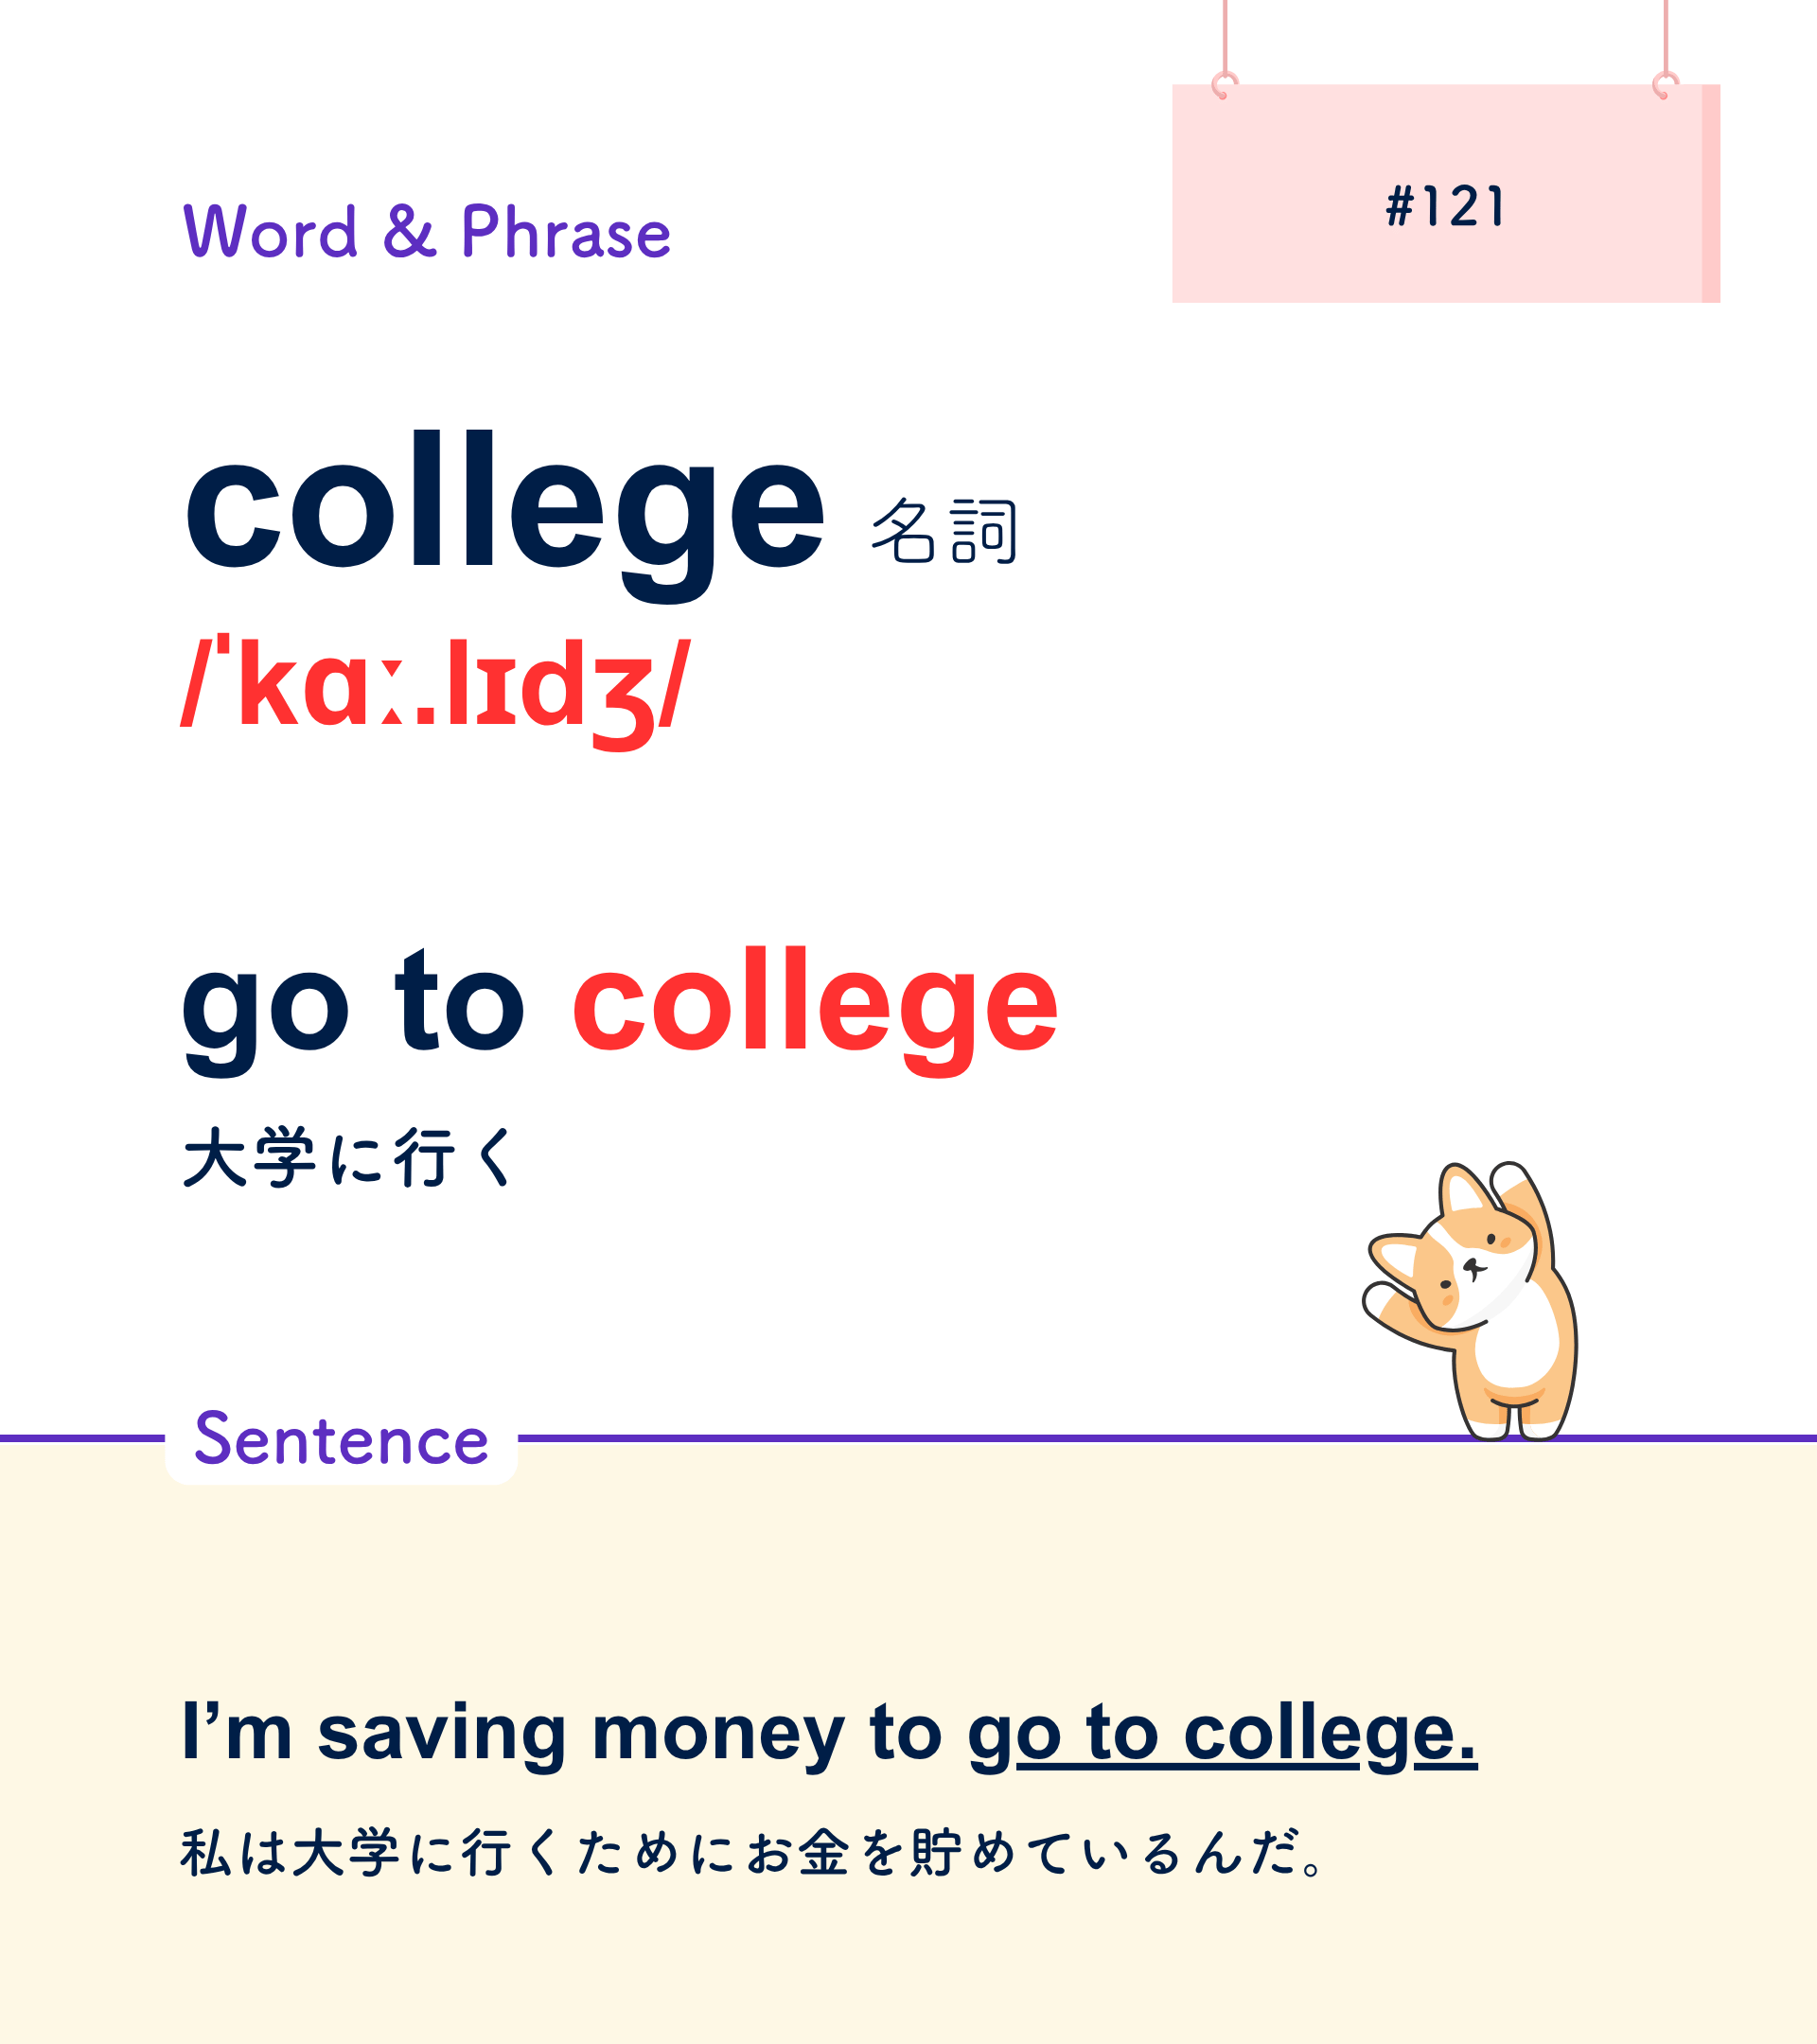 #121
Word & Phrase
college 名詞
/ˈkɑː.lɪdʒ/
go to college
大学に行く
Sentence
I’m saving money to go to college.
私は大学に行くためにお金を貯めているんだ。